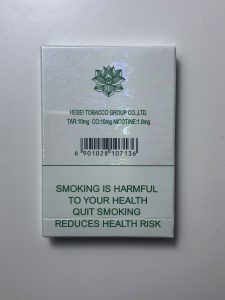 HEBEI TOBACCO GROUP CO.,LTD.
TAR:10mg CO:10mg NICOTINE:1.0mg
6 901028 107136
SMOKING IS HARMFUL
TO YOUR HEALTH
QUIT SMOKING
REDUCES HEALTH RISK